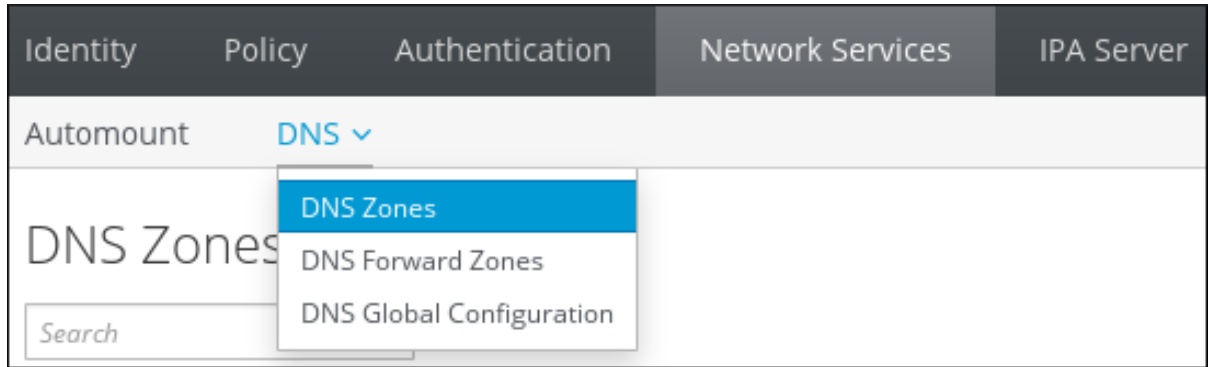 Identity Policy Authentication Network Services IPA Server
Automount DNS
DNS Zones
DNS Zones
DNS Forward Zones
DNS Global Configuration
Search